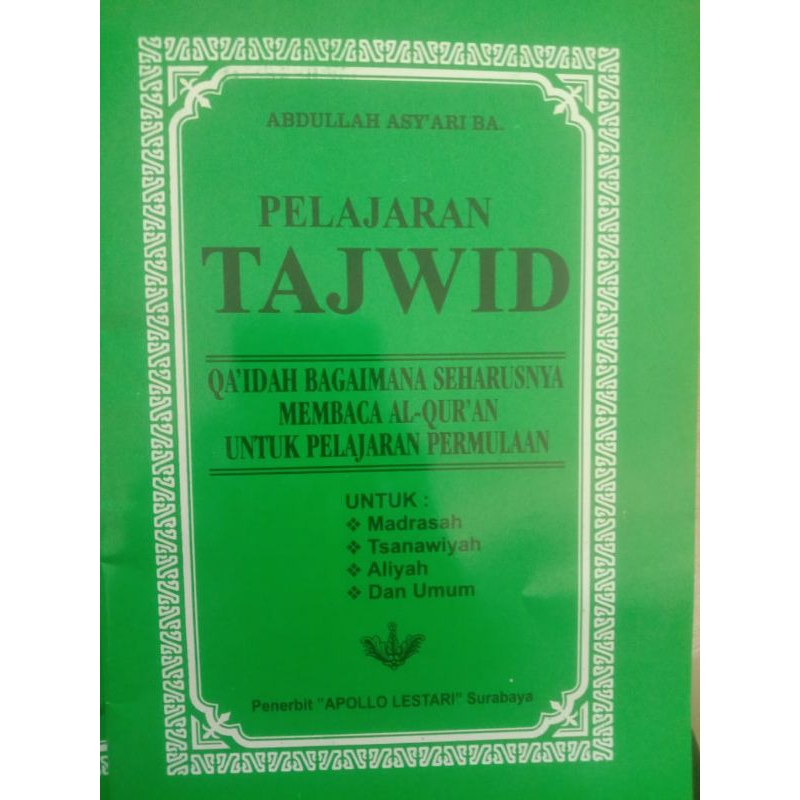 ABDULLAH ASY'ARI BA.
PELAJARAN
TAJWID
QA'IDAH BAGAIMANA SEHARUSNYA
MEMBACA AL-QUR'AN
UNTUK PELAJARAN PERMULAAN
UNTUK :
❖ Madrasah
❖ Tsanawiyah
❖ Aliyah
❖ Dan Umum
Penerbit "APOLLO LESTARI" Surabaya